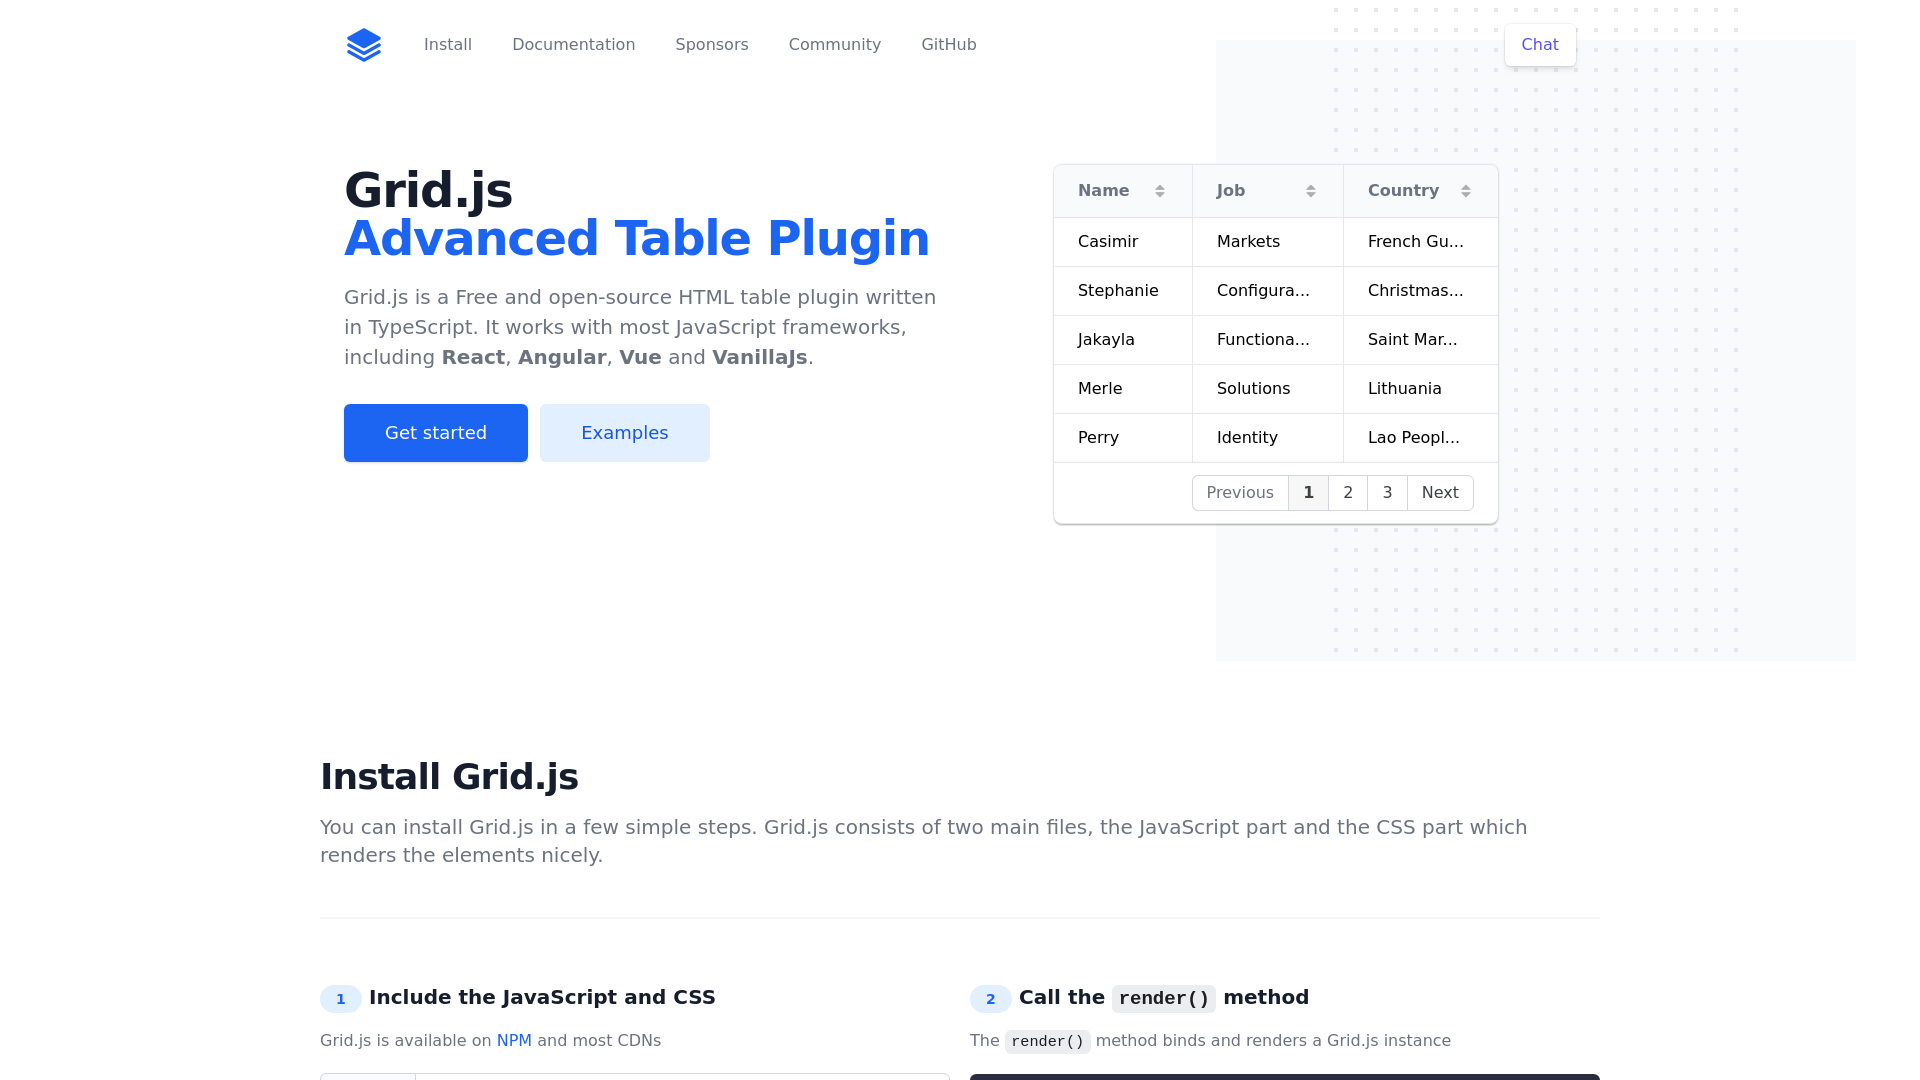 Install Documentation Sponsors Community GitHub Chat
Grid.js
Advanced Table Plugin
Grid.js is a Free and open-source HTML table plugin written
in TypeScript. It works with most JavaScript frameworks,
including React, Angular, Vue and VanillaJs.
Get started Examples
Name Job Country
Casimir Markets French Gu...
Stephanie Configura... Christmas...
Jakayla Functiona... Saint Mar...
Merle Solutions Lithuania
Perry Identity Lao Peopl...
Previous 1 2 3 Next
Install Grid.js
You can install Grid.js in a few simple steps. Grid.js consists of two main files, the JavaScript part and the CSS part which
renders the elements nicely.
1 Include the JavaScript and CSS
Grid.js is available on NPM and most CDNs
2 Call the render() method
The render() method binds and renders a Grid.js instance